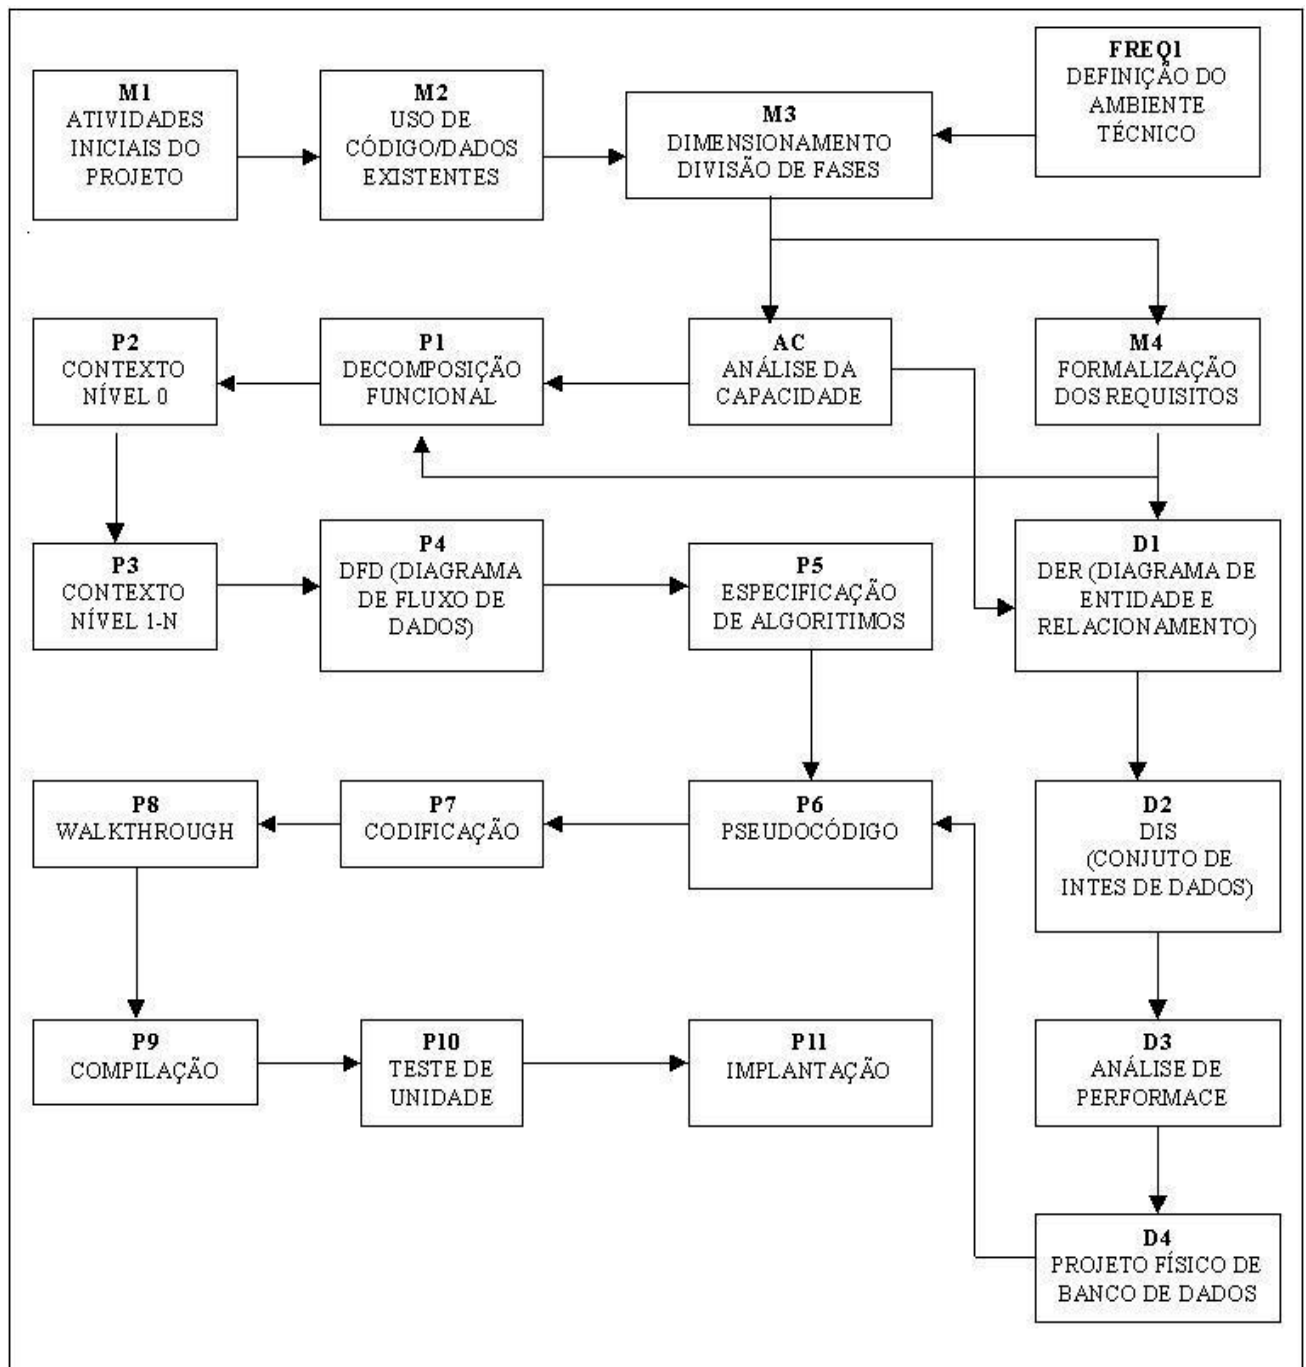 M1
ATIVIDADES
INICIAIS DO
PROJETO
M2
USO DE
CÓDIGO/DADOS
EXISTENTES
M3
DIMENSIONAMENTO
DIVISÃO DE FASES
FREQ1
DEFINIÇÃO DO
AMBIENTE
TÉCNICO
P2
CONTEXTO
NÍVEL 0
P1
DECOMPOSIÇÃO
FUNCIONAL
AC
ANÁLISE DA
CAPACIDADE
M4
FORMALIZAÇÃO
DOS REQUISITOS
P3
CONTEXTO
NÍVEL 1-N
P4
DFD (DIAGRAMA
DE FLUXO DE
DADOS)
P5
ESPECIFICAÇÃO
DE ALGORITIMOS
D1
DER (DIAGRAMA DE
ENTIDADE E
RELACIONAMENTO)
P8
WALKTHROUGH
P7
CODIFICAÇÃO
P6
PSEUDOCÓDIGO
D2
DIS
(CONJUTO DE
INTES DE DADOS)
P9
COMPILAÇÃO
P10
TESTE DE
UNIDADE
P11
IMPLANTAÇÃO
D3
ANÁLISE DE
PERFORMACE
D4
PROJETO FÍSICO DE
BANCO DE DADOS